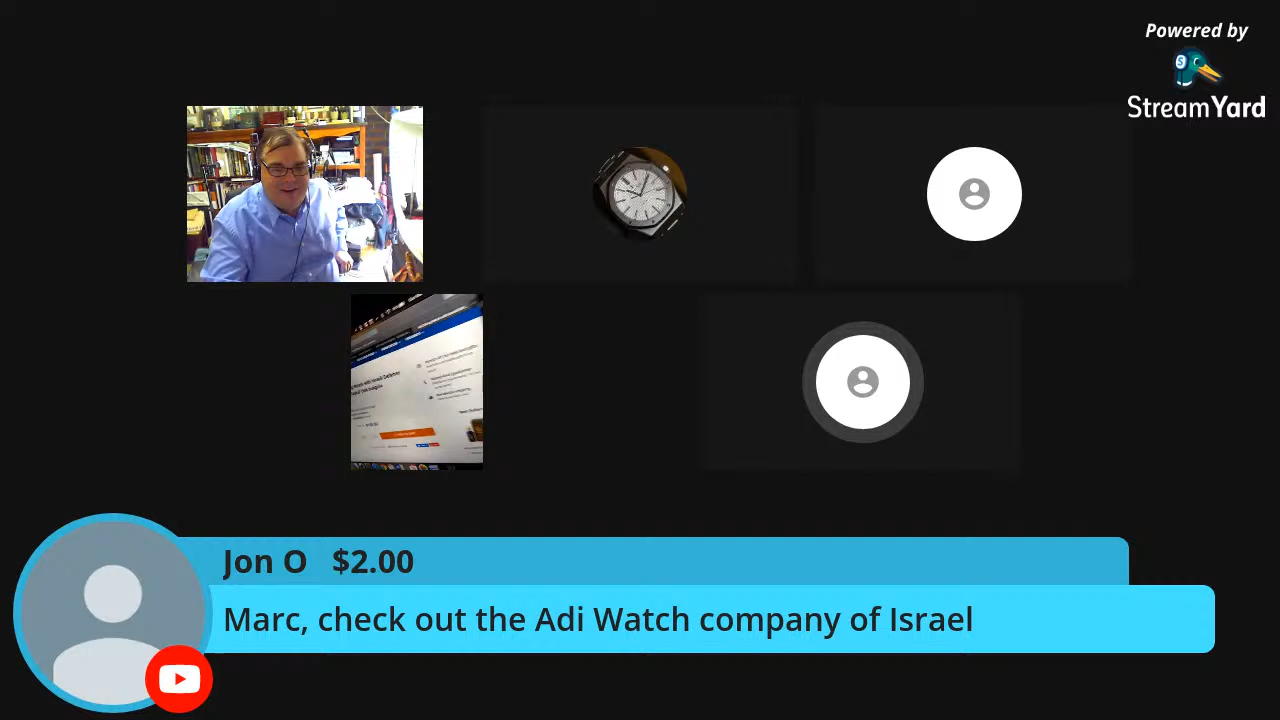 Powered by
StreamYard
Jon O $2.00
Marc, check out the Adi Watch company of Israel